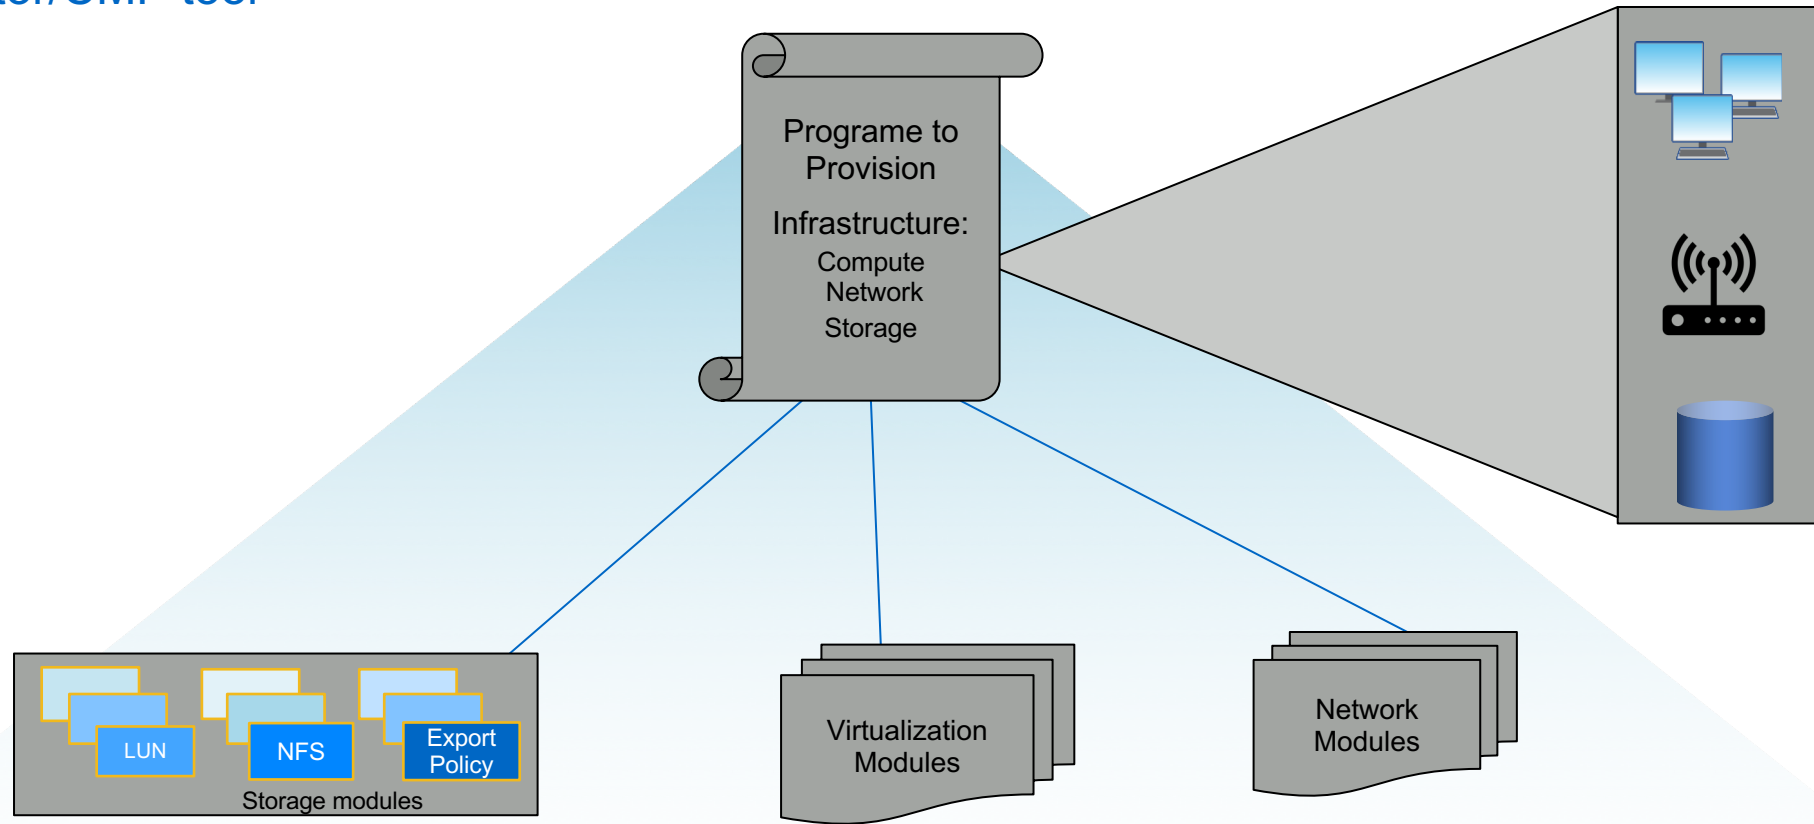 Programe to
Provision
Infrastructure:
Compute
Network
Storage
LUN
NFS
Export
Policy
Storage modules
Virtualization
Modules
Network
Modules